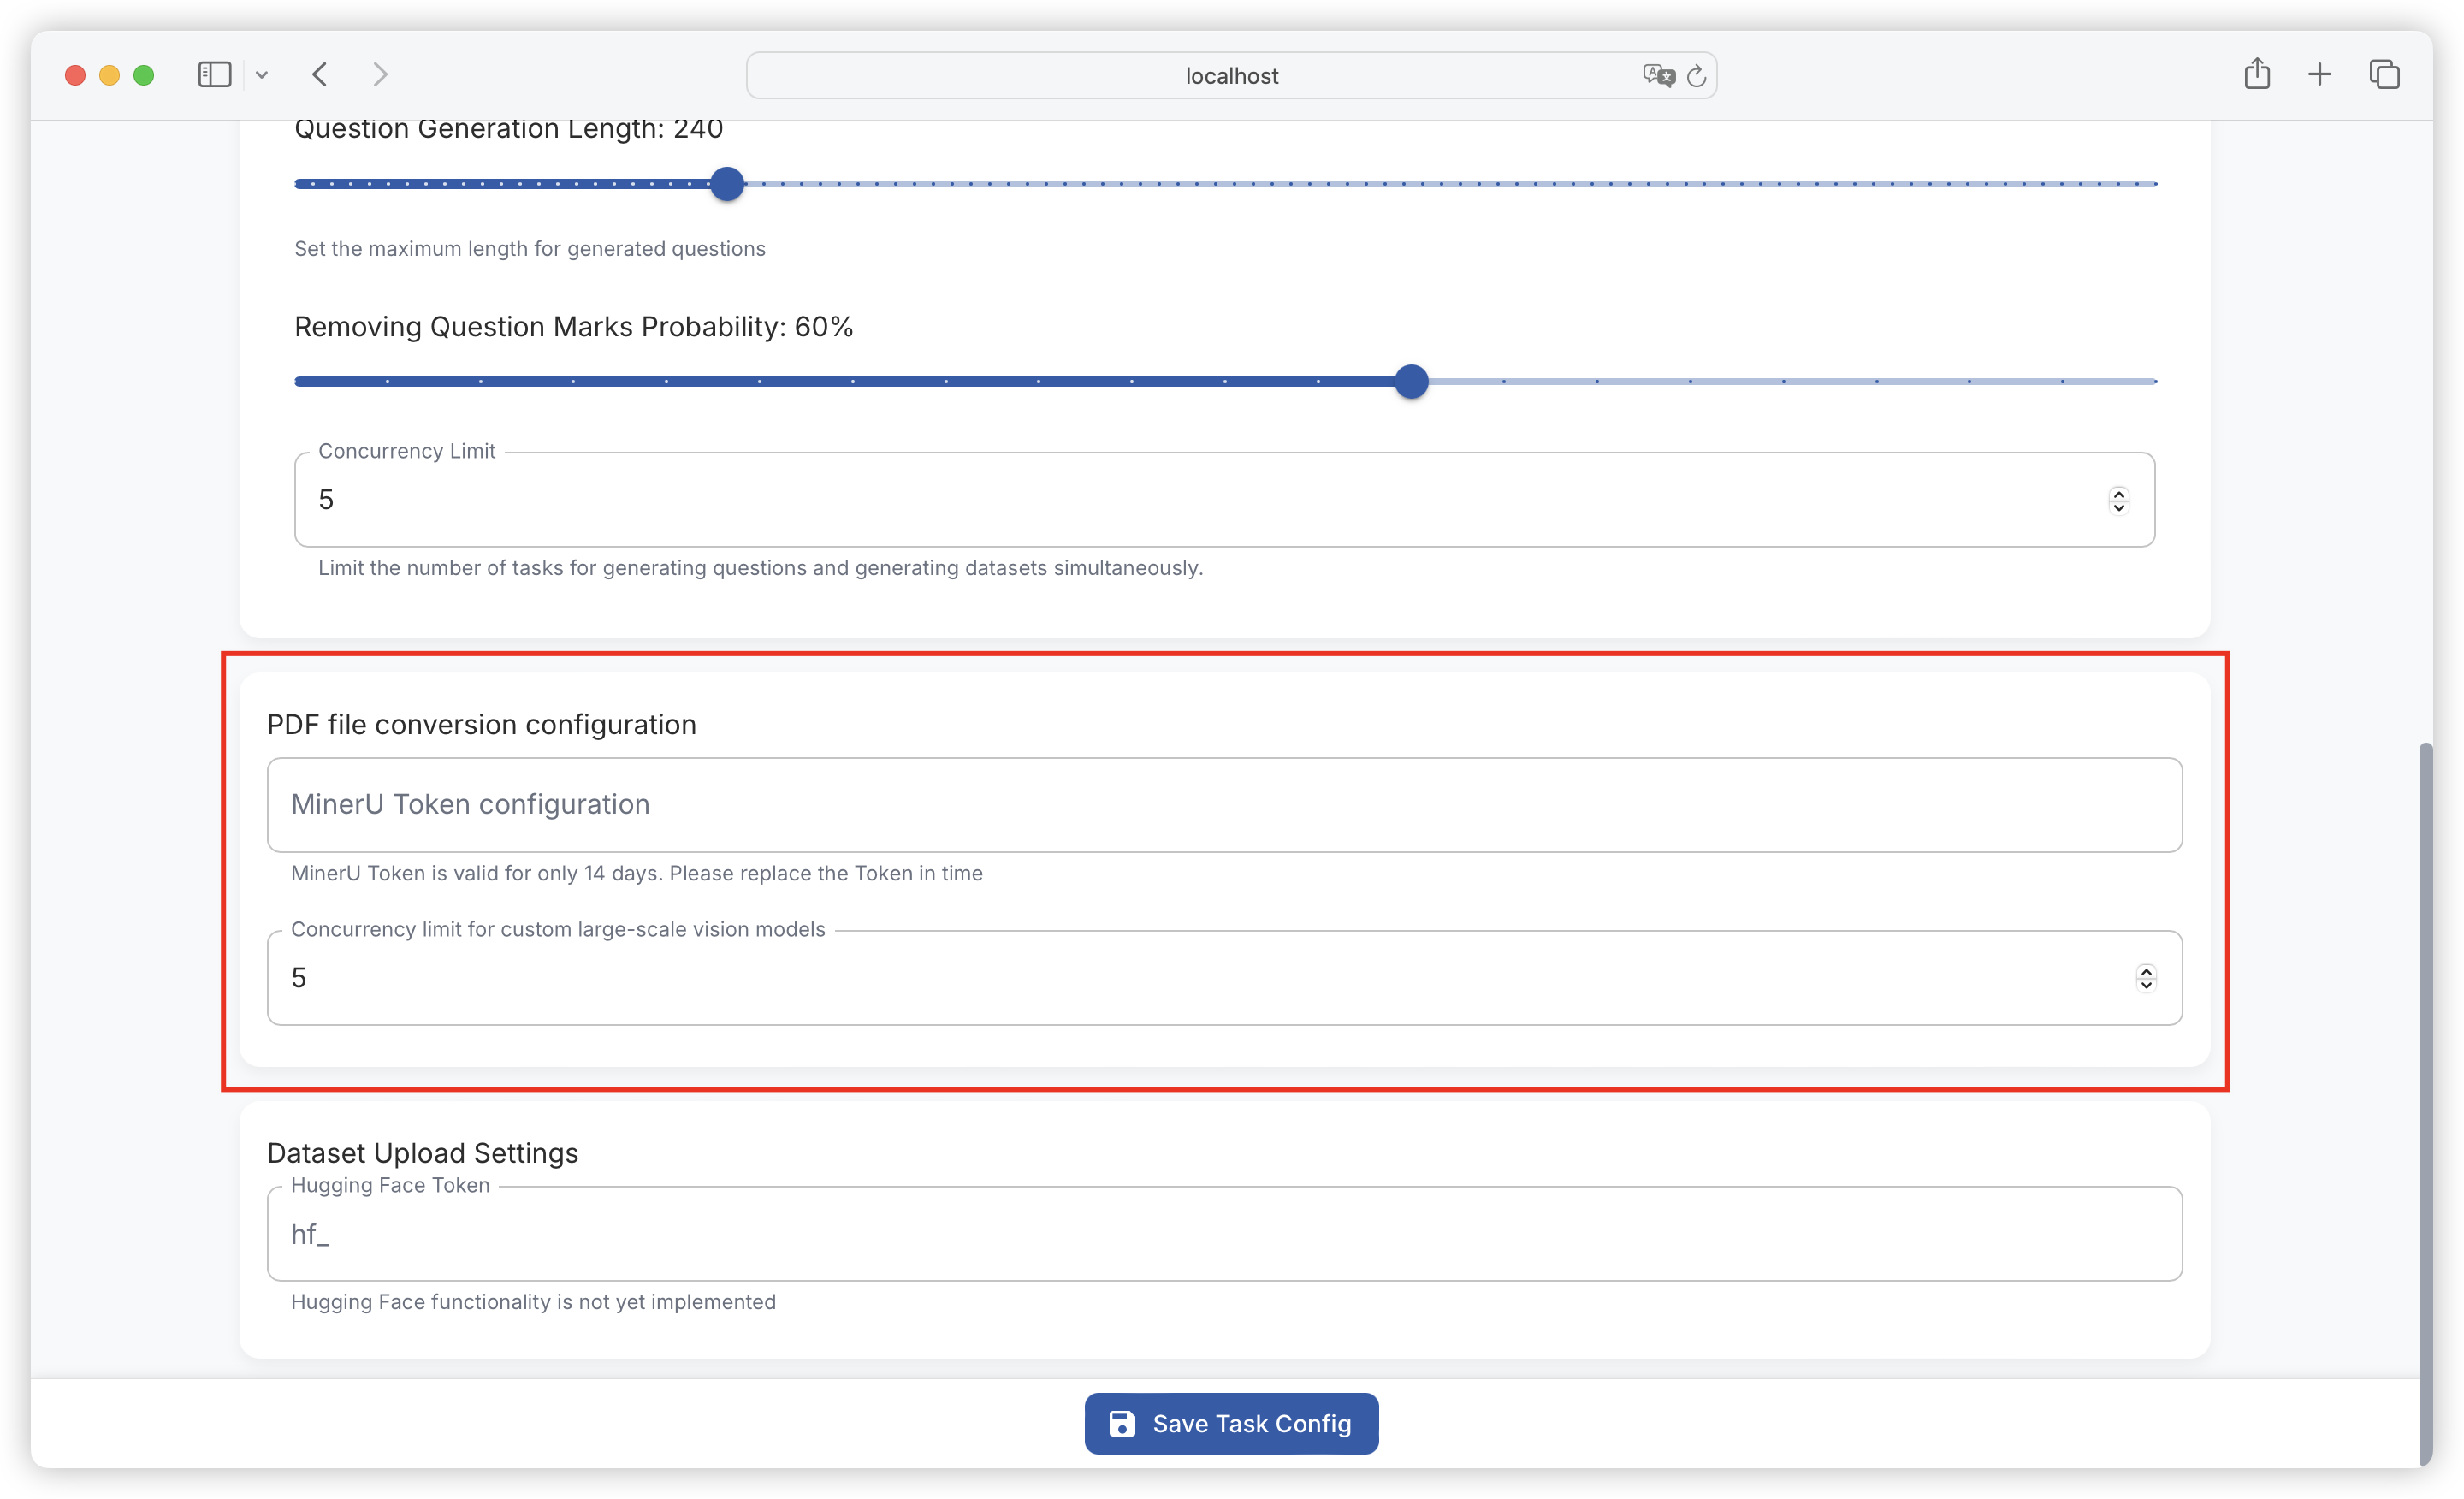 localhost
Question Generation Length: 240
Set the maximum length for generated questions
Removing Question Marks Probability: 60%
Concurrency Limit
5
Limit the number of tasks for generating questions and generating datasets simultaneously.
PDF file conversion configuration
MinerU Token configuration
MinerU Token is valid for only 14 days. Please replace the Token in time
Concurrency limit for custom large-scale vision models
5
Dataset Upload Settings
Hugging Face Token
hf_
Hugging Face functionality is not yet implemented
Save Task Config